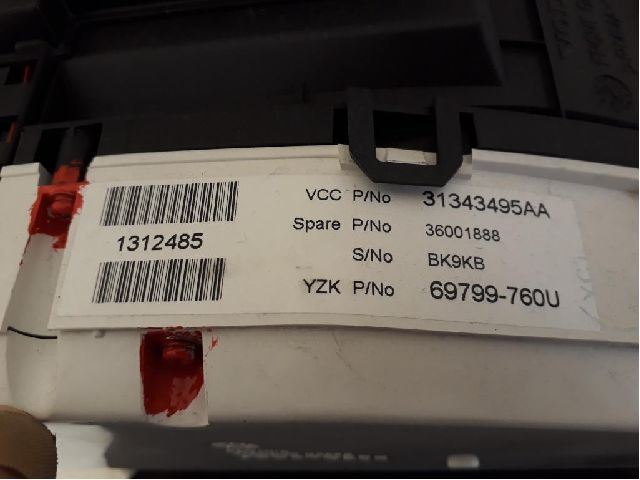 VCC P/No 31343495AA
Spare P/No 36001888
1312485
S/No BK9KB
YZK P/No 69799-760U